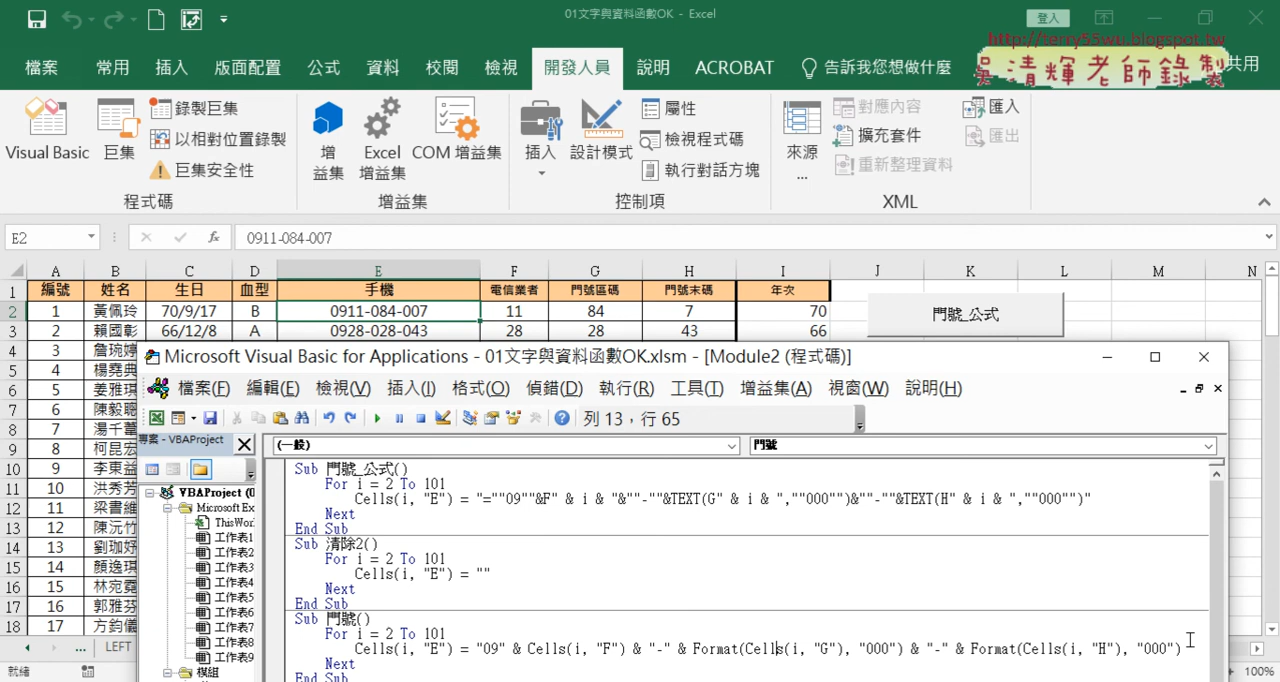 01文字與資料函數OK - Excel
登入
http://terry55wu.blogspot.tw
吳清輝老師錄製
檔案 常用 插入 版面配置 公式 資料 校閱 檢視 開發人員 說明 ACROBAT 告訴我您想做什麼 共用
Visual Basic 巨集 錄製巨集 以相對位置錄製 巨集安全性
程式碼
增益集 Excel 增益集 COM 增益集
增益集
插入 設計模式 屬性 檢視程式碼 執行對話方塊
控制項
來源... 對應內容 擴充套件 重新整理資料 匯入 匯出
XML
E2 fx 0911-084-007
A B C D E F G H I J K L M N
1 編號 姓名 生日 血型 手機 電信業者 門號區碼 門號末碼 年次
2 1 黃佩玲 70/9/17 B 0911-084-007 11 84 7 70 門號_公式
3 2 賴國彰 66/12/8 A 0928-028-043 28 28 43 66
4 3 詹琬婷
5 4 楊堯典
6 5 姜雅琪
7 6 陳毅聰
8 7 湯千蕾
9 8 柯昆宏
10 9 李東益
11 10 洪秀芳
12 11 梁書維
13 12 陳沅竹
14 13 劉珈妤
15 14 顏逸琪
16 15 林宛霓
17 16 郭雅芬
18 17 方鈞儀
... LEFT
就緒 100%
Microsoft Visual Basic for Applications - 01文字與資料函數OK.xlsm - [Module2 (程式碼)]
檔案(F) 編輯(E) 檢視(V) 插入(I) 格式(O) 偵錯(D) 執行(R) 工具(T) 增益集(A) 視窗(W) 說明(H)
列 13，行 65
專案 - VBAProject
VBAProject (0
Microsoft Ex
ThisWor
工作表1
工作表2
工作表3
工作表4
工作表5
工作表6
工作表7
工作表8
工作表9
模組
(一般) 門號
Sub 門號_公式()
For i = 2 To 101
Cells(i, "E") = "=""09""&F" & i & "&""-""&TEXT(G" & i & ",""000"")&""-""&TEXT(H" & i & ",""000"")"
Next
End Sub
Sub 清除2()
For i = 2 To 101
Cells(i, "E") = ""
Next
End Sub
Sub 門號()
For i = 2 To 101
Cells(i, "E") = "09" & Cells(i, "F") & "-" & Format(Cells(i, "G"), "000") & "-" & Format(Cells(i, "H"), "000")
Next
End Sub